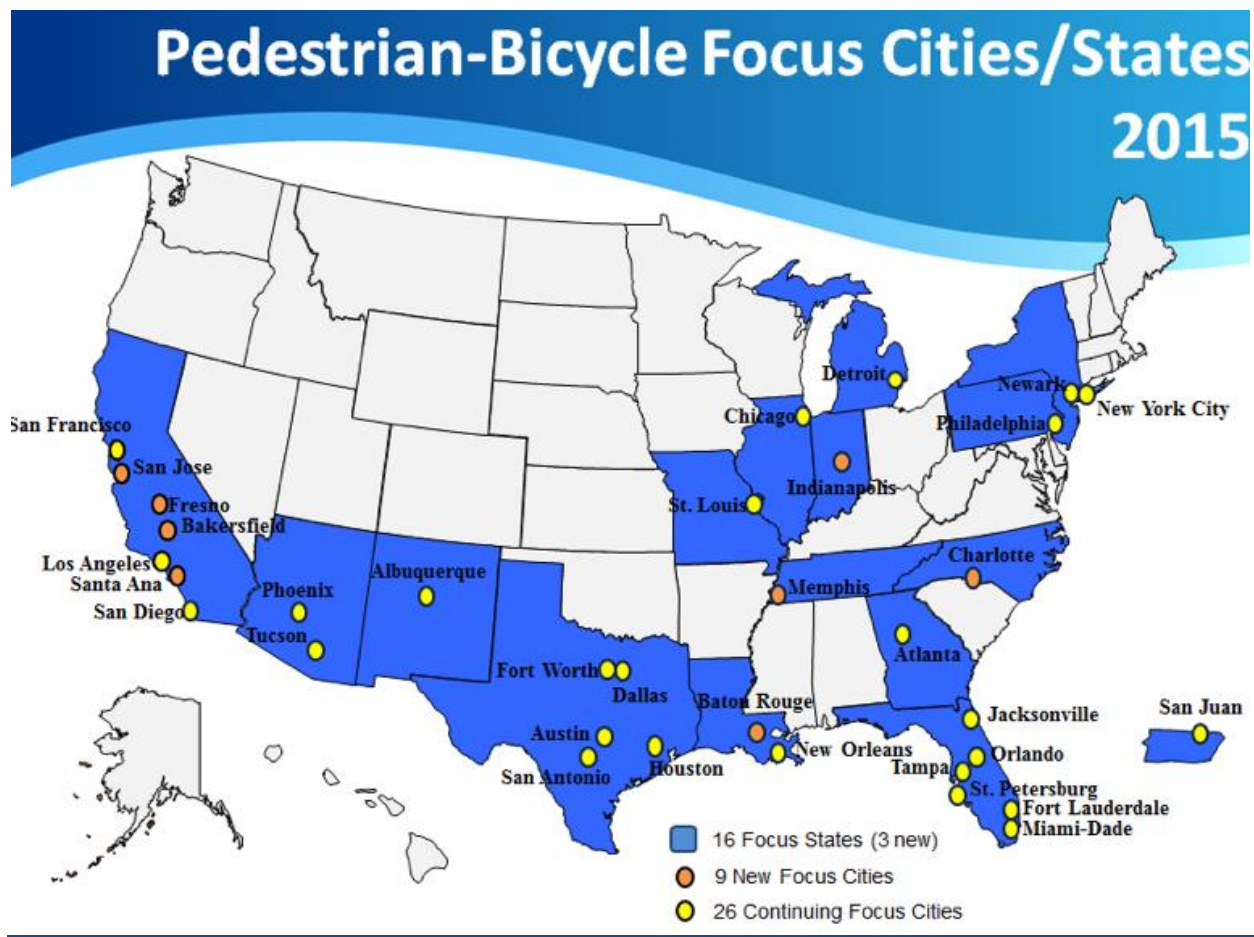 Pedestrian-Bicycle Focus Cities/States
2015
Detroit
Newark
New York City
Chicago
Philadelphia
San Francisco
San Jose
Indianapolis
Fresno
St. Louis
Bakersfield
Charlotte
Los Angeles
Albuquerque
Santa Ana
Phoenix
Memphis
San Diego
Tucson
Atlanta
Fort Worth
Dallas
Baton Rouge
San Juan
Jacksonville
Austin
New Orleans
Orlando
San Antonio
Houston
Tampa
St. Petersburg
Fort Lauderdale
Miami-Dade
16 Focus States (3 new)
9 New Focus Cities
26 Continuing Focus Cities